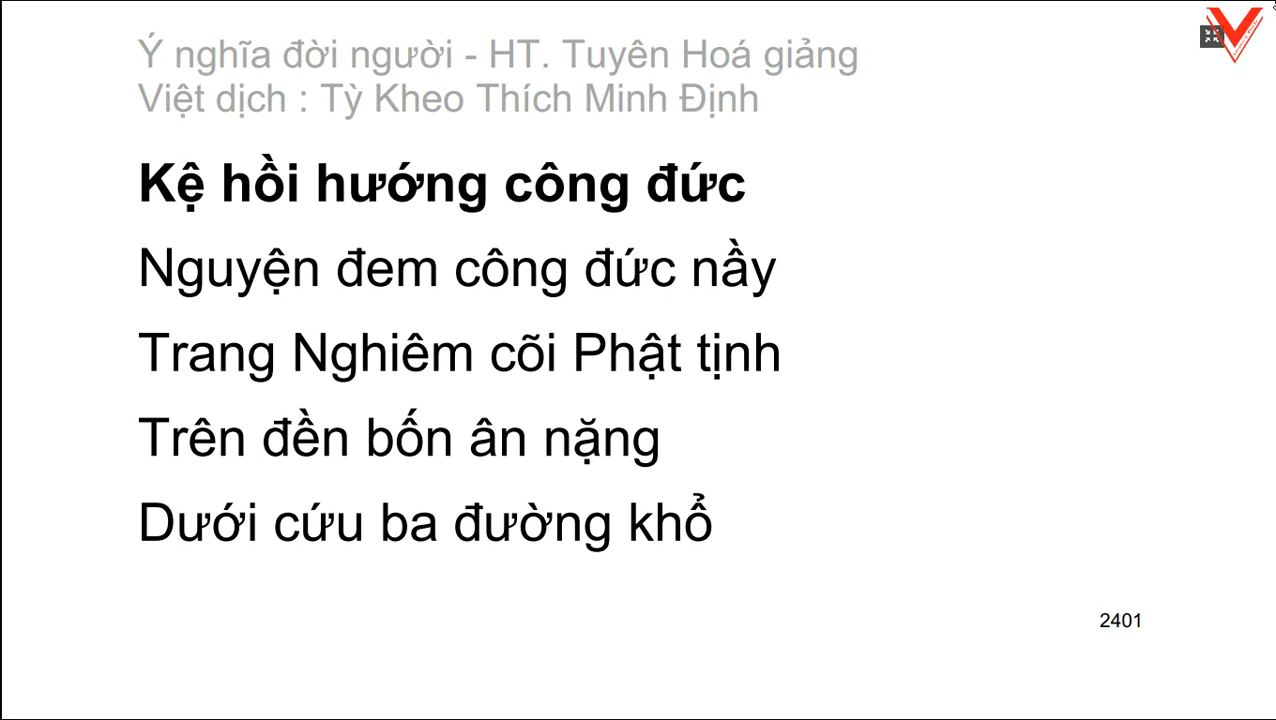 Ý nghĩa đời người - HT. Tuyên Hoá giảng
Việt dịch : Tỳ Kheo Thích Minh Định
Kệ hồi hướng công đức
Nguyện đem công đức nầy
Trang Nghiêm cõi Phật tịnh
Trên đền bốn ân nặng
Dưới cứu ba đường khổ
2401